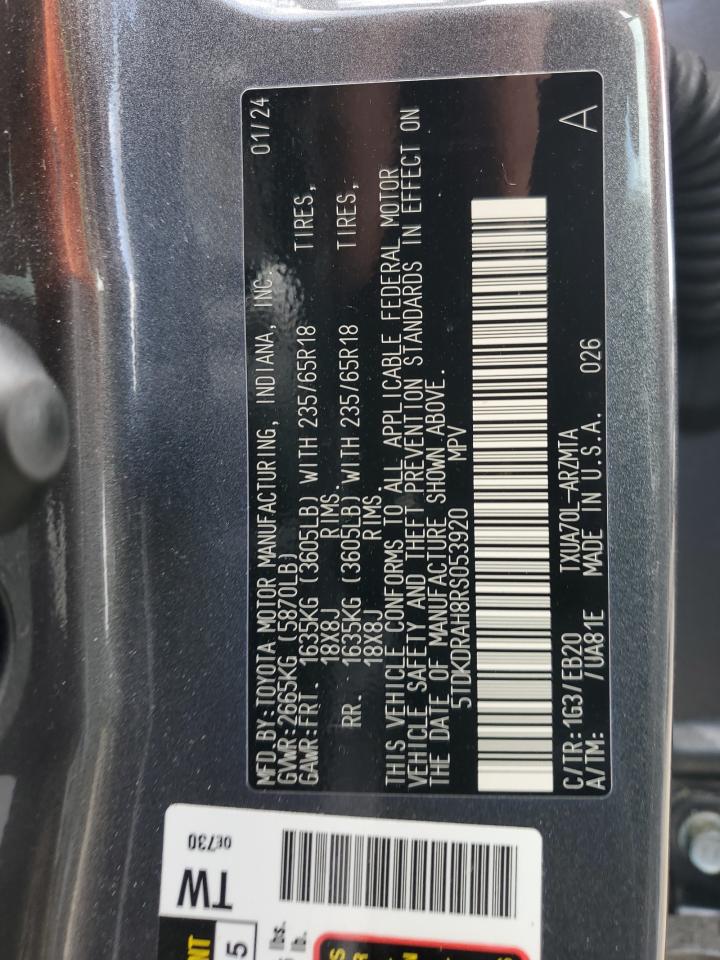 MFD.BY:TOYOTA MOTOR MANUFACTURING, INDIANA, INC. 01/24
GVWR:2665KG (5870LB)
GAWR:FRT. 1635KG (3605LB) WITH 235/65R18 TIRES,
18X8J RIMS.
RR. 1635KG (3605LB) WITH 235/65R18 TIRES,
18X8J RIMS.
THIS VEHICLE CONFORMS TO ALL APPLICABLE FEDERAL MOTOR
VEHICLE SAFETY AND THEFT PREVENTION STANDARDS IN EFFECT ON
THE DATE OF MANUFACTURE SHOWN ABOVE.
5TDKDRAH8RS053920 MPV
C/TR:1G3/EB20 TXUA70L-ARZMTA 026 A
A/TM: /UA81E MADE IN U.S.A.
TW 0E730
lbs.
lb.
NT
5